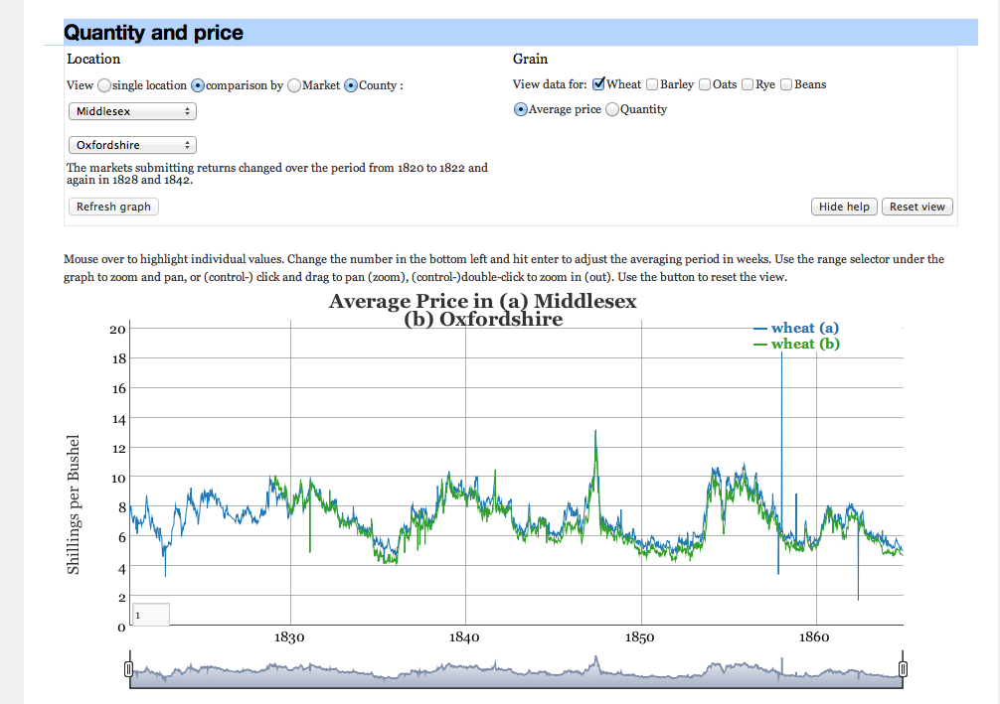 Quantity and price
Location
View single location comparison by Market County :
Middlesex
Oxfordshire
The markets submitting returns changed over the period from 1820 to 1822 and
again in 1828 and 1842.
Refresh graph
Grain
View data for: Wheat Barley Oats Rye Beans
Average price Quantity
Hide help Reset view
Mouse over to highlight individual values. Change the number in the bottom left and hit enter to adjust the averaging period in weeks. Use the range selector under the
graph to zoom and pan, or (control-) click and drag to pan (zoom), (control-)double-click to zoom in (out). Use the button to reset the view.
Average Price in (a) Middlesex
(b) Oxfordshire
wheat (a)
wheat (b)
Shillings per Bushel
20
18
16
14
12
10
8
6
4
2
0
1
1830 1840 1850 1860